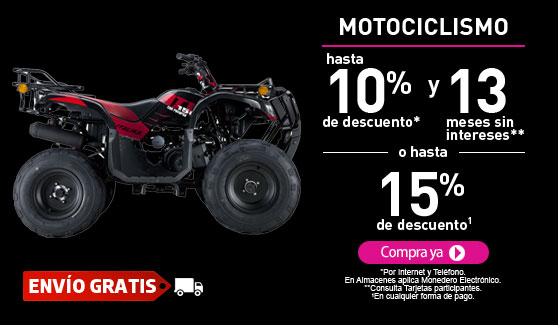 MOTOCICLISMO
hasta
10% y 13
de descuento* meses sin
intereses**
o hasta
15%
de descuento¹
Compra ya
*Por Internet y Teléfono.
En Almacenes aplica Monedero Electrónico.
**Consulta Tarjetas participantes.
¹En cualquier forma de pago.
ENVÍO GRATIS